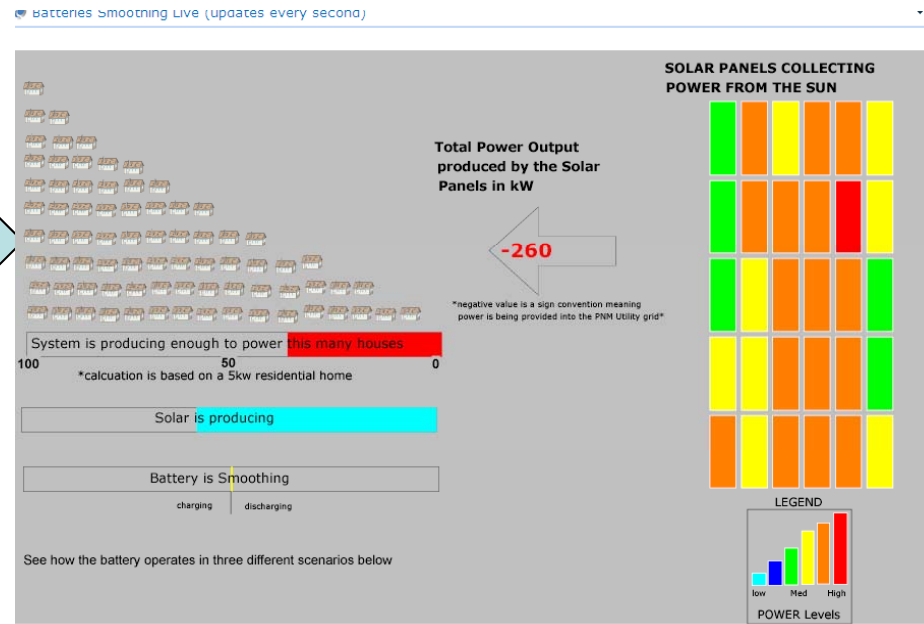 Batteries Smoothing Live (updates every second)
SOLAR PANELS COLLECTING
POWER FROM THE SUN
Total Power Output
produced by the Solar
Panels in kW
-260
*negative value is a sign convention meaning
power is being provided into the PNM Utility grid*
System is producing enough to power this many houses
100 50 0
*calcuation is based on a 5kw residential home
Solar is producing
Battery is Smoothing
charging discharging
See how the battery operates in three different scenarios below
LEGEND
low Med High
POWER Levels